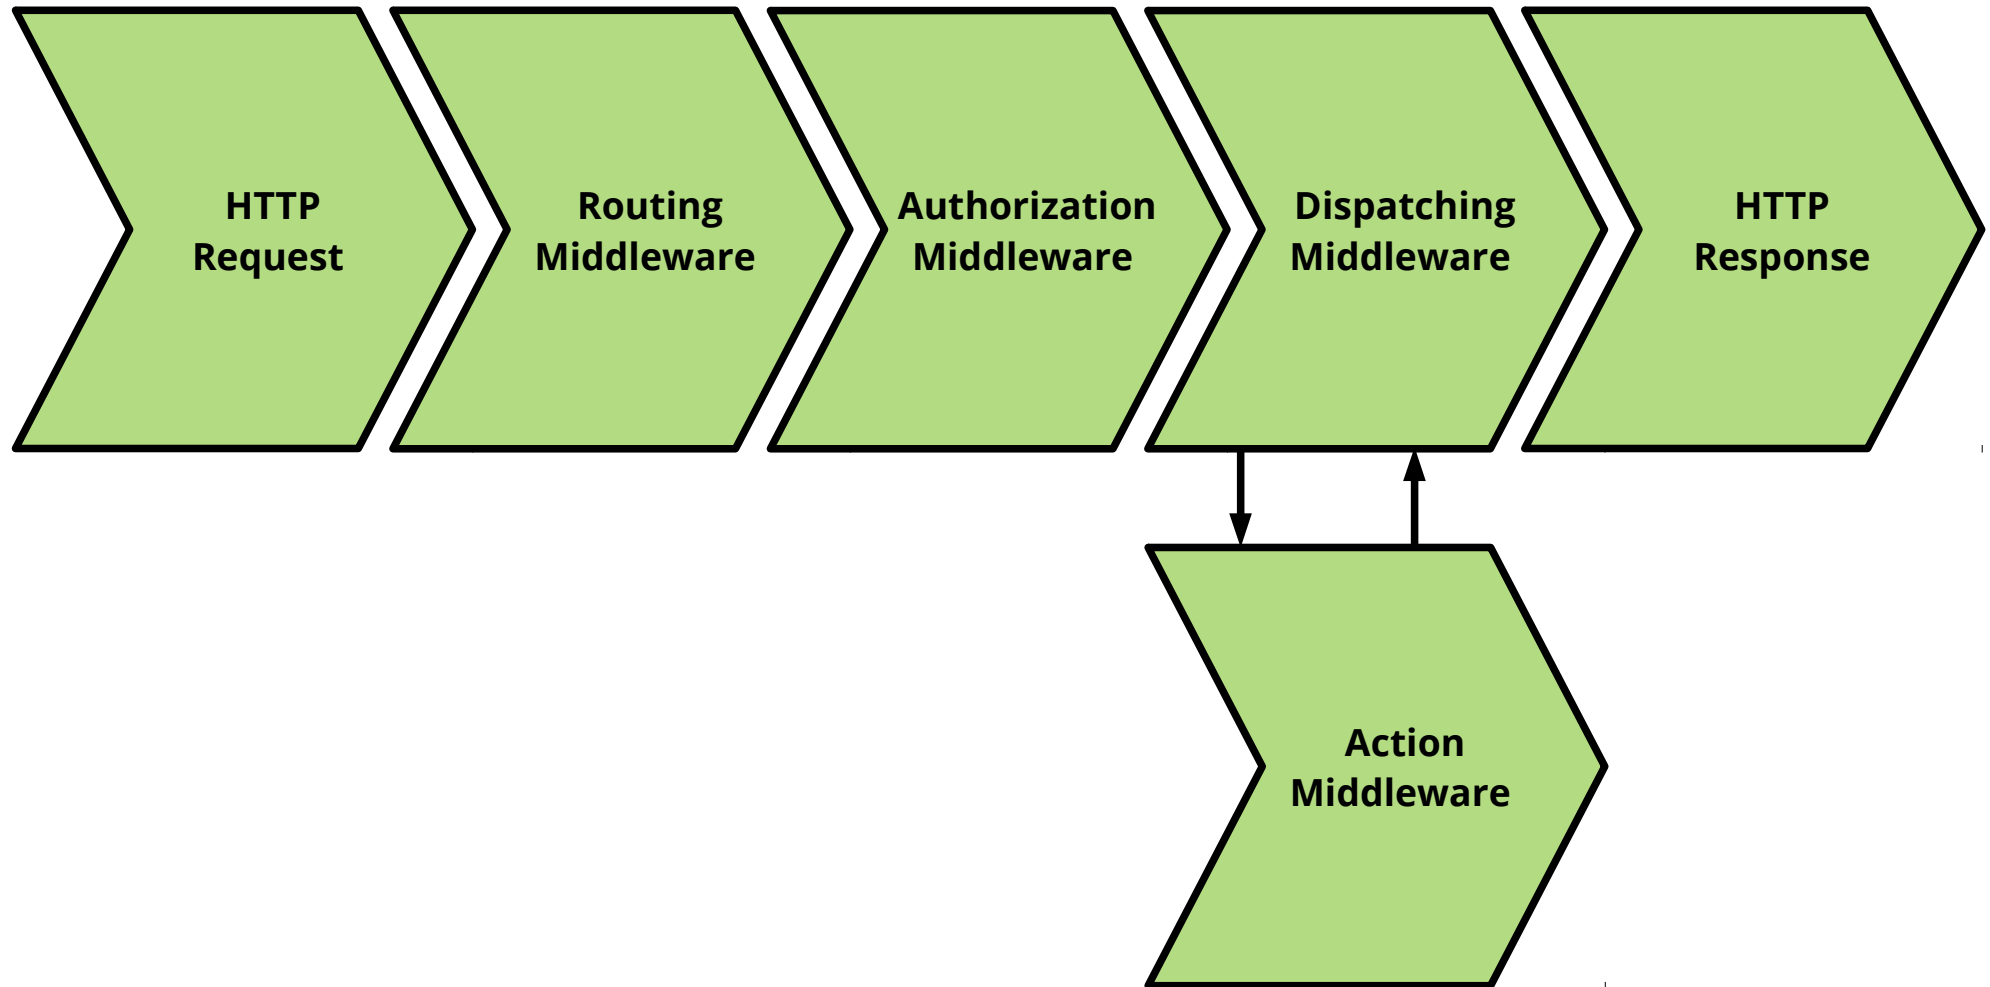 HTTP
Request
Routing
Middleware
Authorization
Middleware
Dispatching
Middleware
HTTP
Response
Action
Middleware